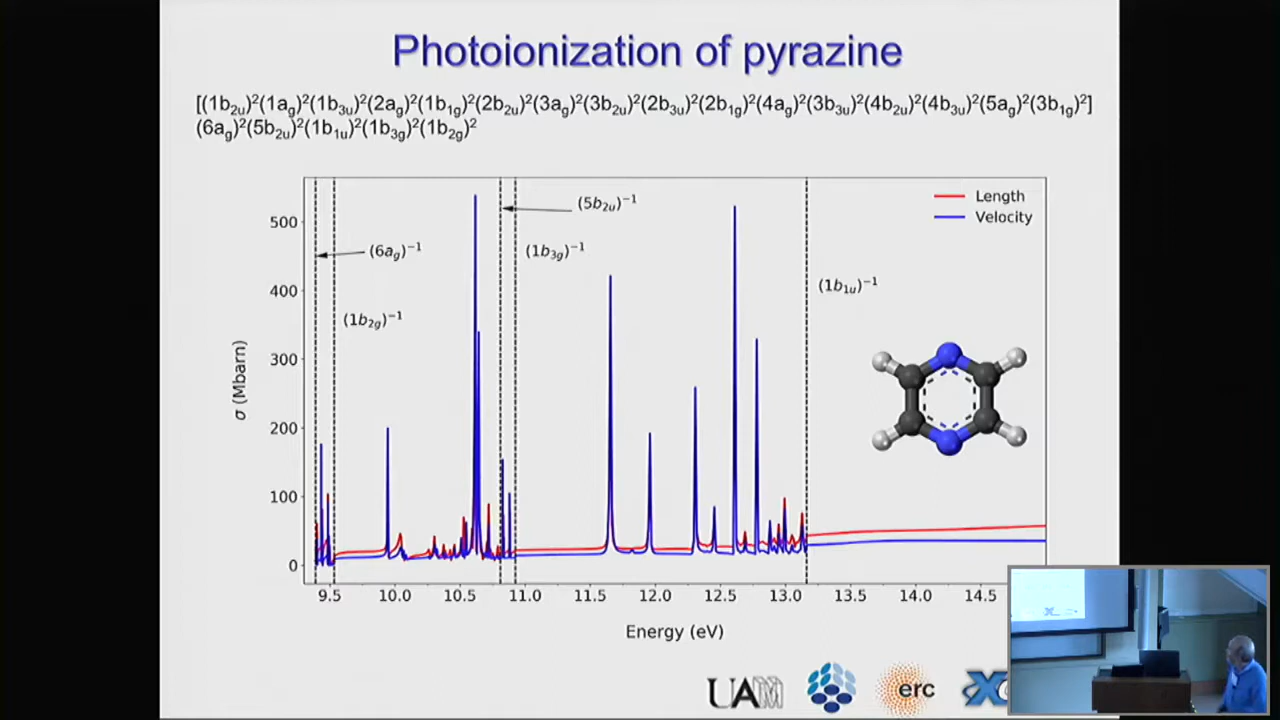 Photoionization of pyrazine
[(1b2u)²(1ag)²(1b3u)²(2ag)²(1b1g)²(2b2u)²(3ag)²(3b2u)²(2b3u)²(2b1g)²(4ag)²(3b3u)²(4b2u)²(4b3u)²(5ag)²(3b1g)²]
(6ag)²(5b2u)²(1b1u)²(1b3g)²(1b2g)²
Length
Velocity
(5b2u)⁻¹
(6ag)⁻¹
(1b3g)⁻¹
(1b1u)⁻¹
(1b2g)⁻¹
500
400
300
200
100
0
σ (Mbarn)
9.5 10.0 10.5 11.0 11.5 12.0 12.5 13.0 13.5 14.0 14.5
Energy (eV)
UAM
erc